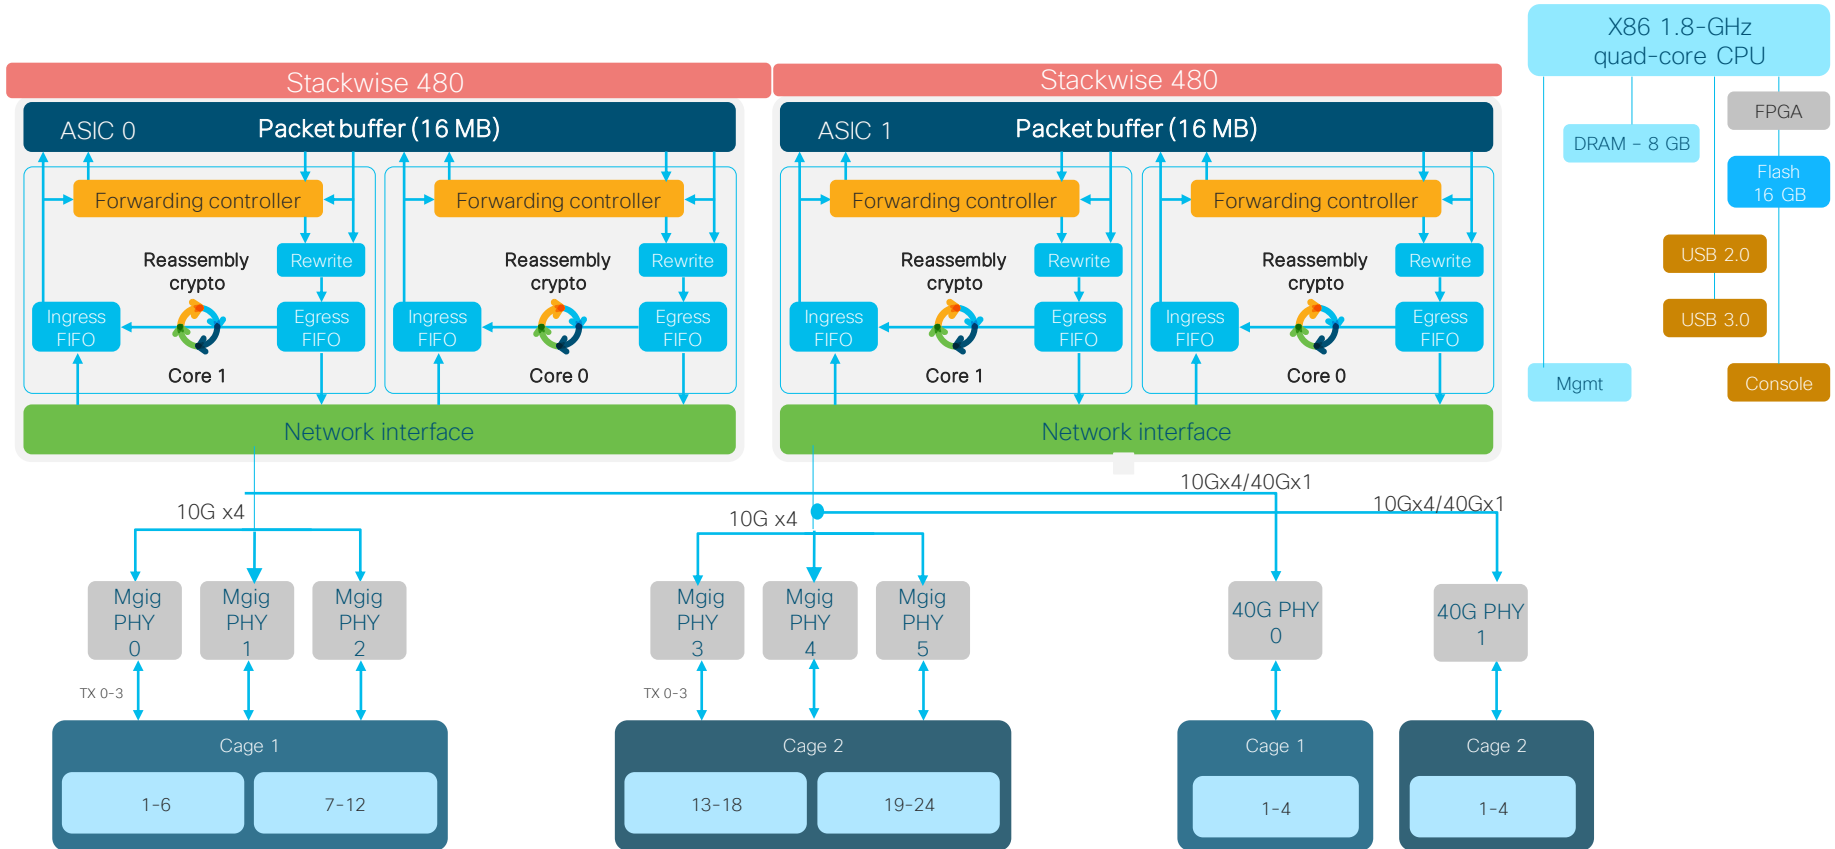 X86 1.8-GHz
quad-core CPU
Stackwise 480
Stackwise 480
FPGA
DRAM - 8 GB
Flash
16 GB
USB 2.0
USB 3.0
Mgmt
Console
ASIC 0
Packet buffer (16 MB)
Forwarding controller
Forwarding controller
Reassembly
crypto
Rewrite
Reassembly
crypto
Rewrite
Ingress
FIFO
Egress
FIFO
Ingress
FIFO
Egress
FIFO
Core 1
Core 0
Network interface
ASIC 1
Packet buffer (16 MB)
Forwarding controller
Forwarding controller
Reassembly
crypto
Rewrite
Reassembly
crypto
Rewrite
Ingress
FIFO
Egress
FIFO
Ingress
FIFO
Egress
FIFO
Core 1
Core 0
Network interface
10Gx4/40Gx1
10Gx4/40Gx1
10G x4
10G x4
Mgig
PHY
0
Mgig
PHY
1
Mgig
PHY
2
Mgig
PHY
3
Mgig
PHY
4
Mgig
PHY
5
40G PHY
0
40G PHY
1
TX 0-3
TX 0-3
Cage 1
1-6
7-12
Cage 2
13-18
19-24
Cage 1
1-4
Cage 2
1-4